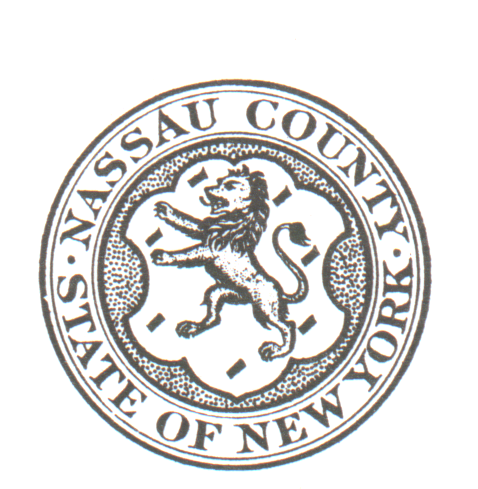 · NASSAU COUNTY ·
STATE OF NEW YORK